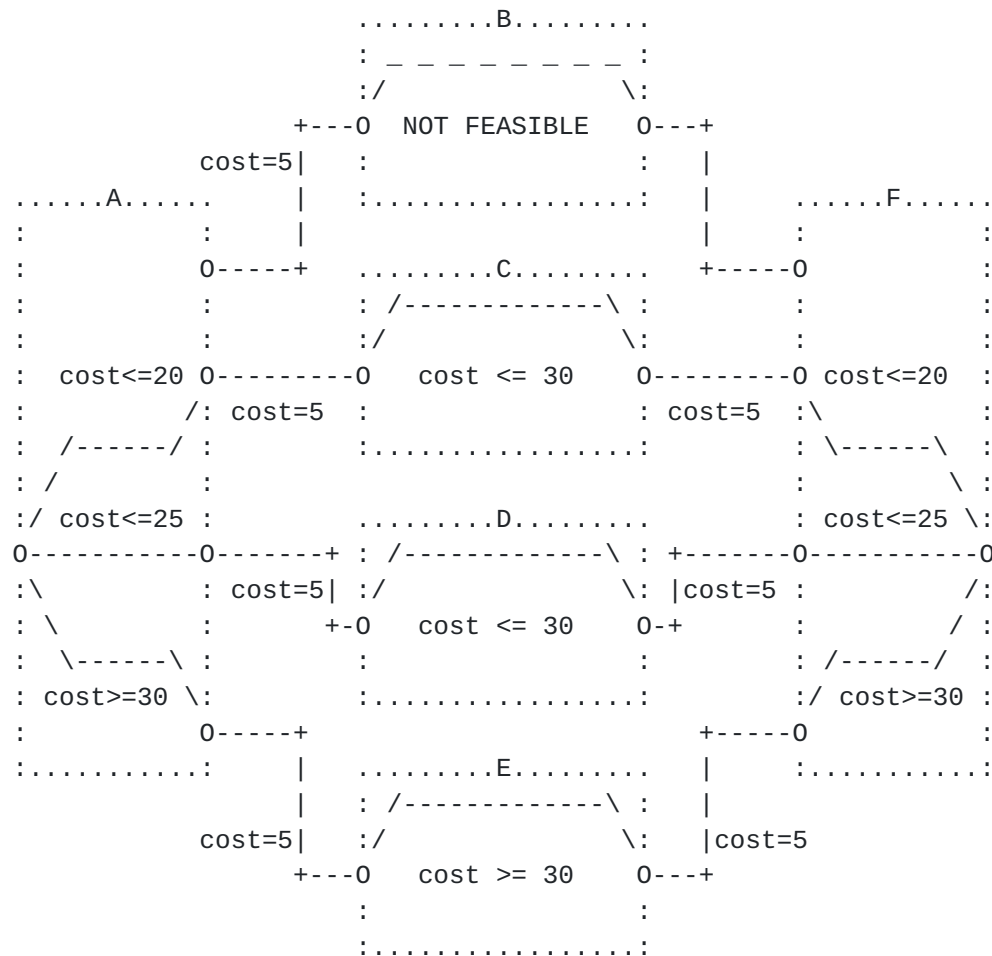 .........B.........
: _ _ _ _ _ _ _ _ :
:/               \:
+---O  NOT FEASIBLE   O---+
cost=5|   :                 :   |
......A......     |   :.................:   |     ......F......
:           :     |                         |     :           :
:           O-----+   .........C.........   +-----O           :
:           :         : /-------------\ :         :           :
:           :         :/               \:         :           :
:  cost<=20 O---------O   cost <= 30    O---------O cost<=20  :
:          /: cost=5  :                 : cost=5  :\          :
:  /------/ :         :.................:         : \------\  :
: /         :                                     :         \ :
:/ cost<=25 :         .........D.........         : cost<=25 \:
O-----------O-------+ : /-------------\ : +-------O-----------O
:\          : cost=5| :/               \: |cost=5 :          /:
: \         :       +-O   cost <= 30    O-+       :         / :
:  \------\ :         :                 :         : /------/  :
: cost>=30 \:         :.................:         :/ cost>=30 :
:           O-----+                         +-----O           :
:...........:     |   .........E.........   |     :...........:
|   : /-------------\ :   |
cost=5|   :/               \:   |cost=5
+---O   cost >= 30    O---+
:                 :
:.................: